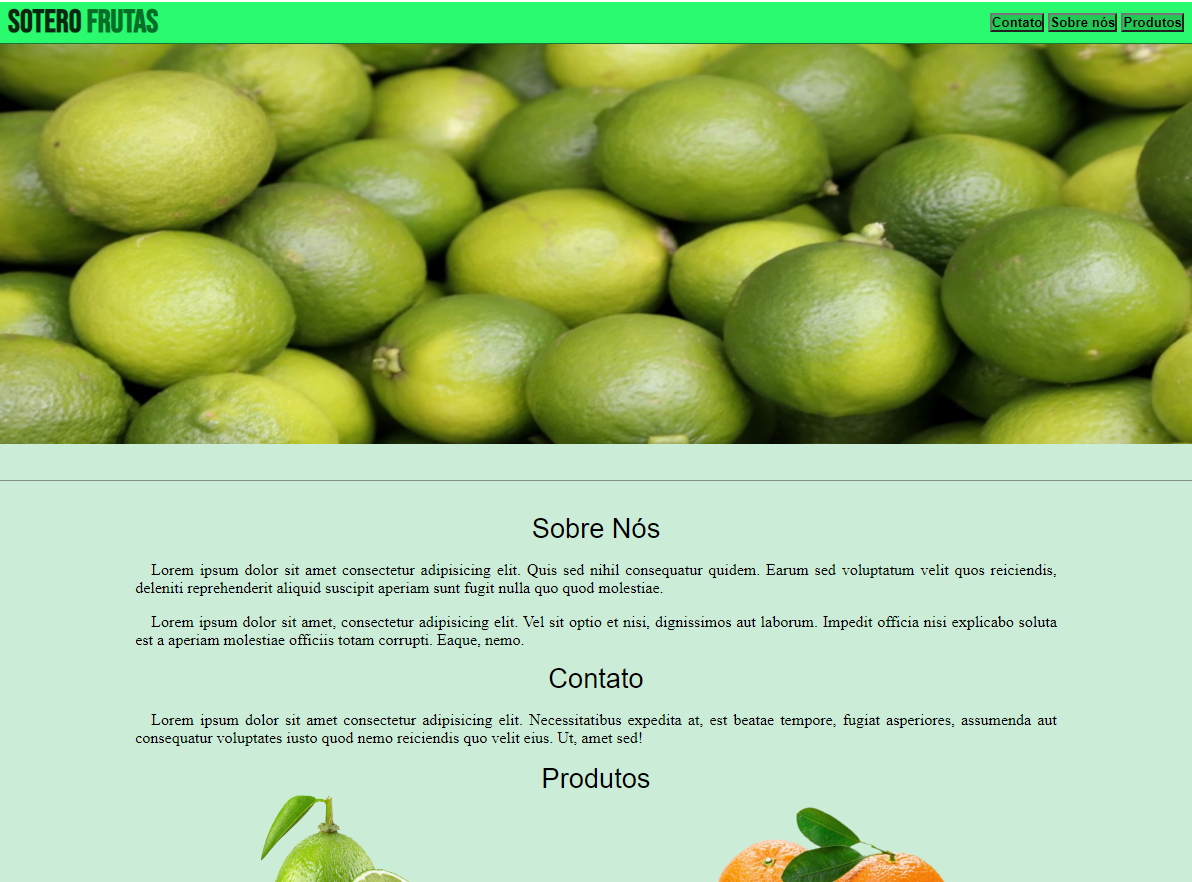 SOTERO FRUTAS
Contato Sobre nós Produtos
Sobre Nós
Lorem ipsum dolor sit amet consectetur adipisicing elit. Quis sed nihil consequatur quidem. Earum sed voluptatum velit quos reiciendis,
deleniti reprehenderit aliquid suscipit aperiam sunt fugit nulla quo quod molestiae.
Lorem ipsum dolor sit amet, consectetur adipisicing elit. Vel sit optio et nisi, dignissimos aut laborum. Impedit officia nisi explicabo soluta
est a aperiam molestiae officiis totam corrupti. Eaque, nemo.
Contato
Lorem ipsum dolor sit amet consectetur adipisicing elit. Necessitatibus expedita at, est beatae tempore, fugiat asperiores, assumenda aut
consequatur voluptates iusto quod nemo reiciendis quo velit eius. Ut, amet sed!
Produtos